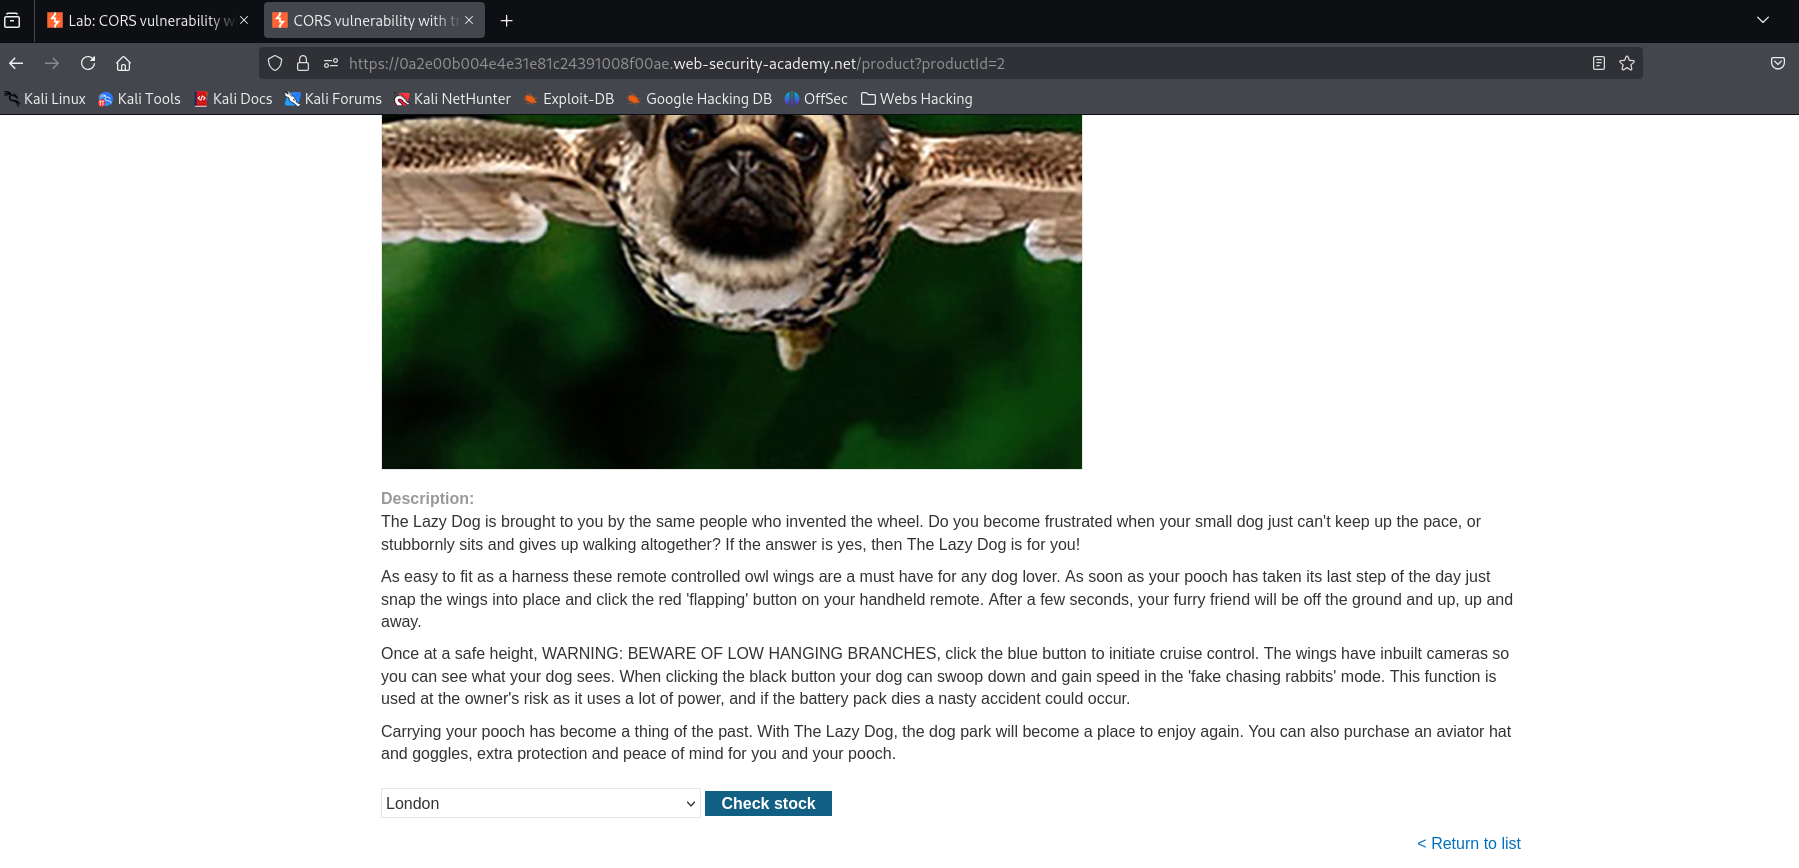 Lab: CORS vulnerability w
CORS vulnerability with tr
https://0a2e00b004e4e31e81c24391008f00ae.web-security-academy.net/product?productId=2
Kali Linux Kali Tools Kali Docs Kali Forums Kali NetHunter Exploit-DB Google Hacking DB OffSec Webs Hacking
Description:
The Lazy Dog is brought to you by the same people who invented the wheel. Do you become frustrated when your small dog just can't keep up the pace, or
stubbornly sits and gives up walking altogether? If the answer is yes, then The Lazy Dog is for you!
As easy to fit as a harness these remote controlled owl wings are a must have for any dog lover. As soon as your pooch has taken its last step of the day just
snap the wings into place and click the red 'flapping' button on your handheld remote. After a few seconds, your furry friend will be off the ground and up, up and
away.
Once at a safe height, WARNING: BEWARE OF LOW HANGING BRANCHES, click the blue button to initiate cruise control. The wings have inbuilt cameras so
you can see what your dog sees. When clicking the black button your dog can swoop down and gain speed in the 'fake chasing rabbits' mode. This function is
used at the owner's risk as it uses a lot of power, and if the battery pack dies a nasty accident could occur.
Carrying your pooch has become a thing of the past. With The Lazy Dog, the dog park will become a place to enjoy again. You can also purchase an aviator hat
and goggles, extra protection and peace of mind for you and your pooch.
London Check stock
< Return to list